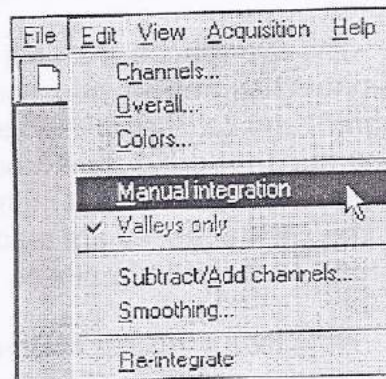 File Edit View Acquisition Help
Channels...
Overall...
Colors...
Manual integration
Valleys only
Subtract/Add channels...
Smoothing...
Re-integrate